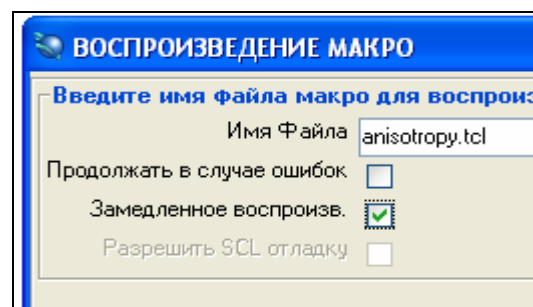 ВОСПРОИЗВЕДЕНИЕ МАКРО
Введите имя файла макро для
Имя Файла anisotropy.tcl
Продолжать в случае ошибок
Замедленное воспроизв.
Разрешить SCL отладку